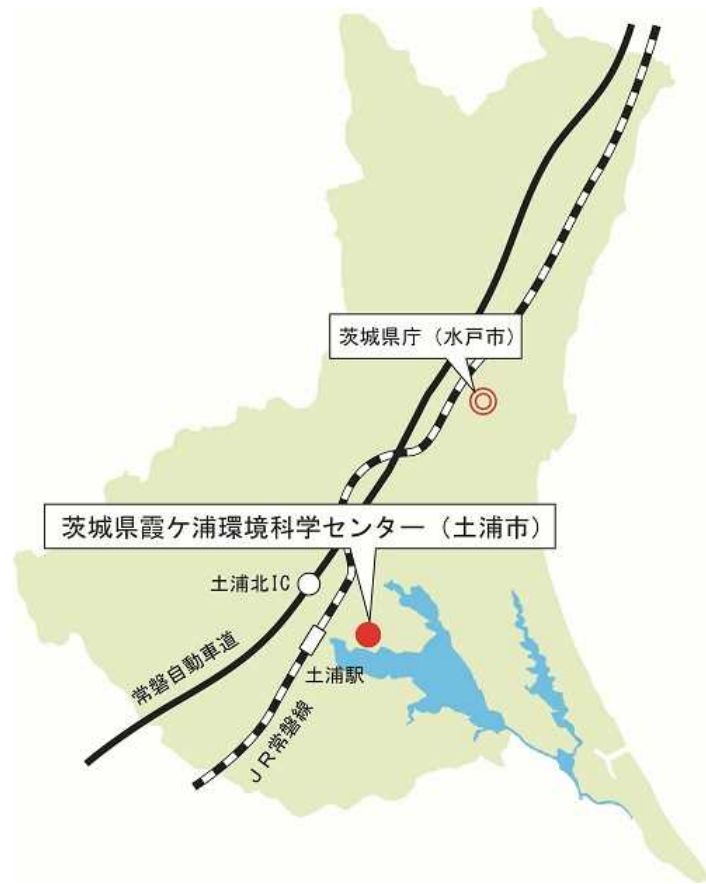 茨城県庁（水戸市）
茨城県霞ケ浦環境科学センター（土浦市）
土浦北IC
土浦駅
常磐自動車道
ＪＲ常磐線